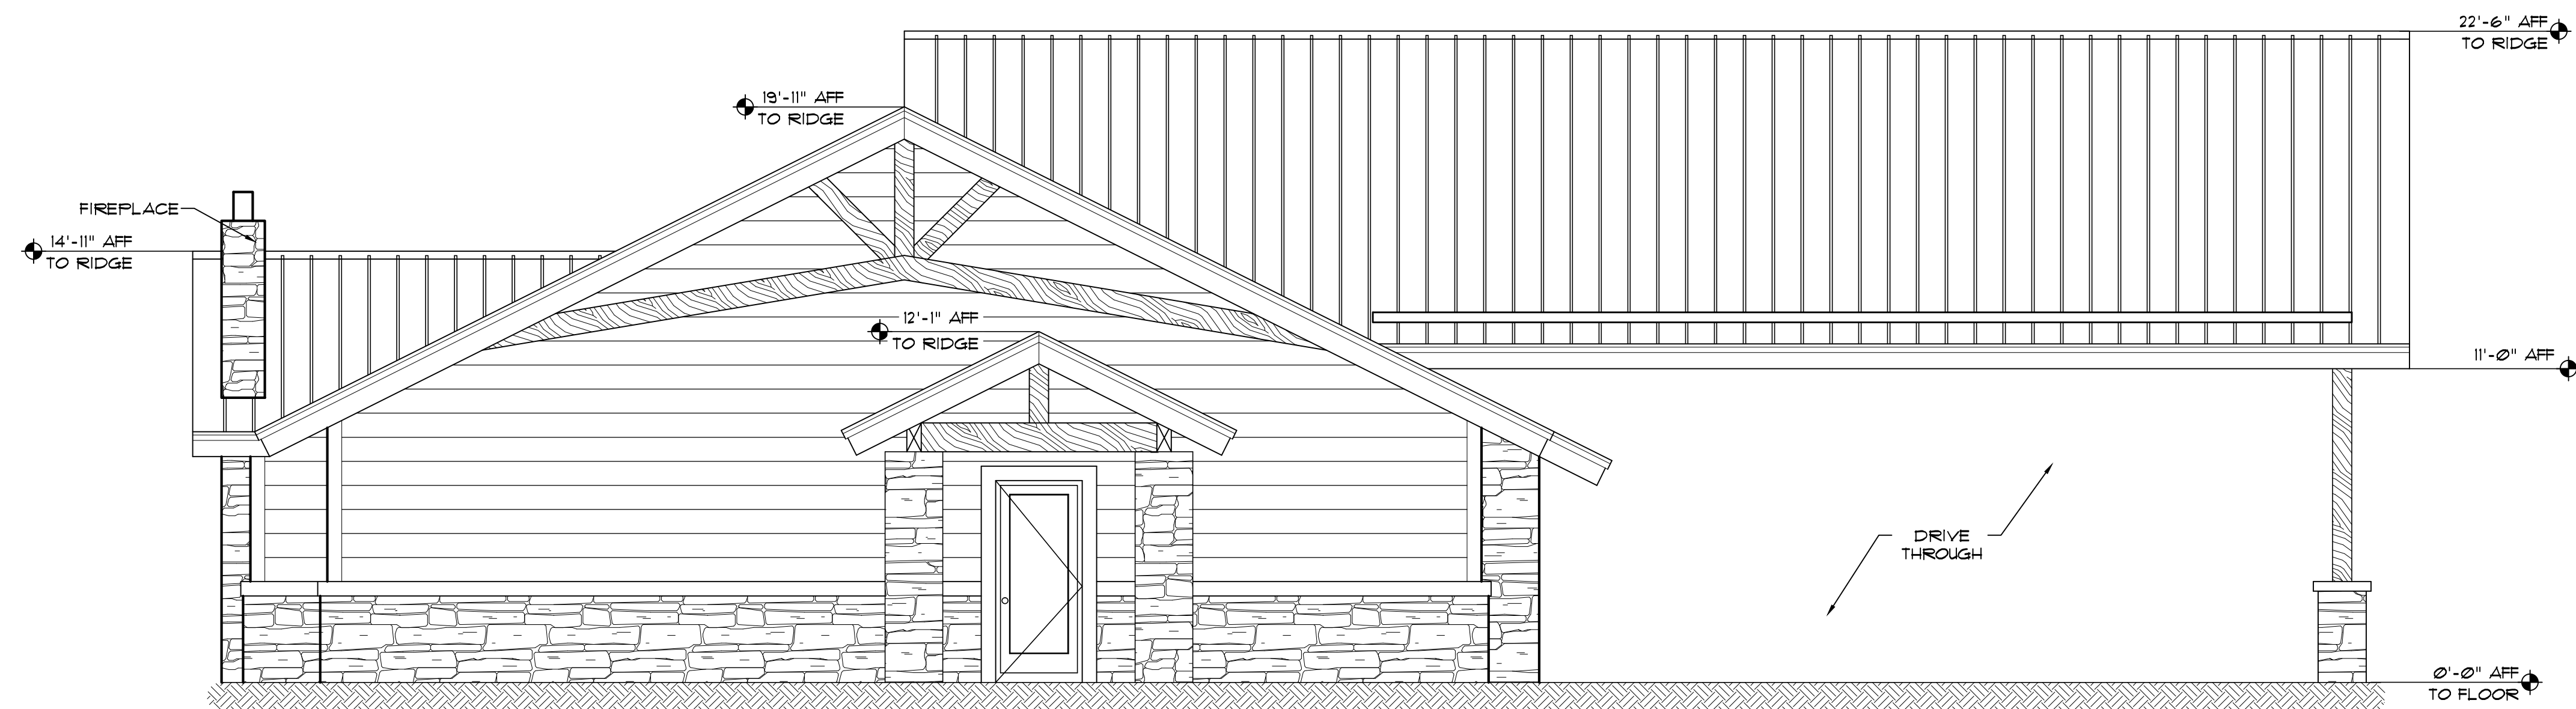 22'-6" AFF
TO RIDGE
19'-11" AFF
TO RIDGE
FIREPLACE
14'-11" AFF
TO RIDGE
12'-1" AFF
TO RIDGE
11'-0" AFF
DRIVE
THROUGH
0'-0" AFF
TO FLOOR